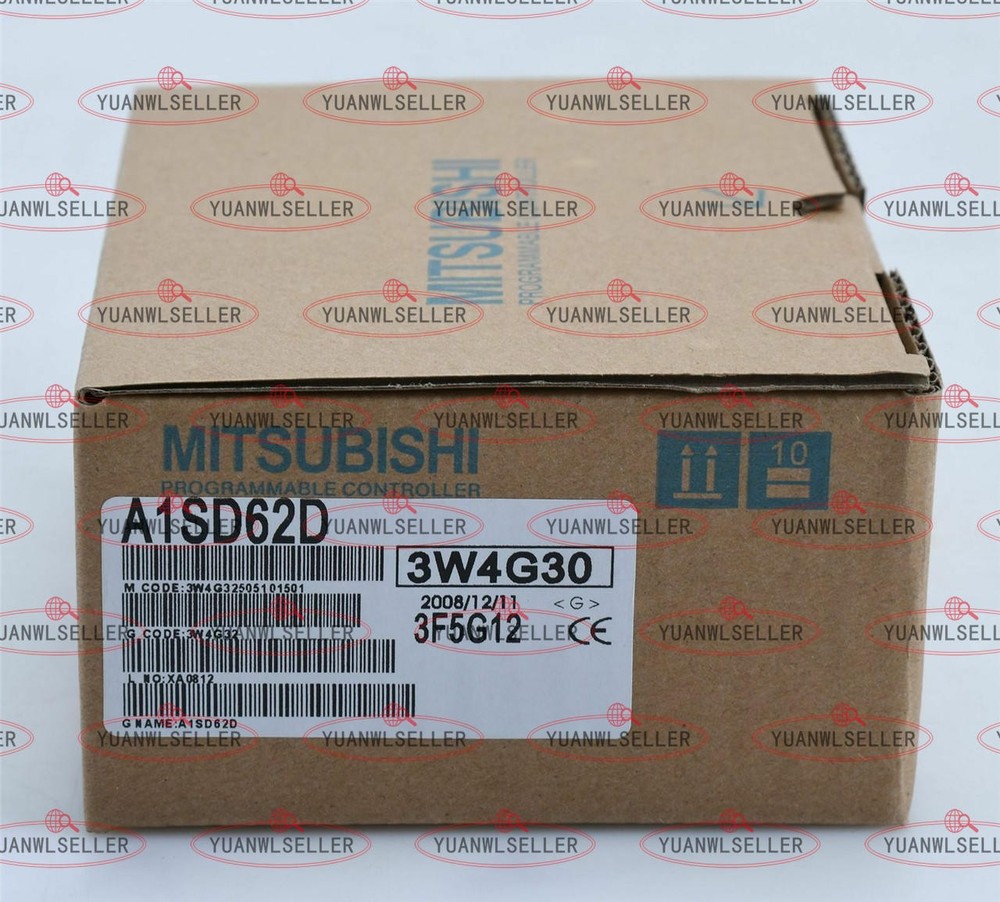 MITSUBISHI
PROGRAMMABLE CONTROLLER
MITSUBISHI
PROGRAMMABLE CONTROLLER
10
A1SD62D
3W4G30
M CODE:3W4G32505101501
2008/12/11 <G>
3F5G12 CE
G CODE:3W4G32
L NO:XA0812
GNAME:A1SD62D
YUANWLSELLER